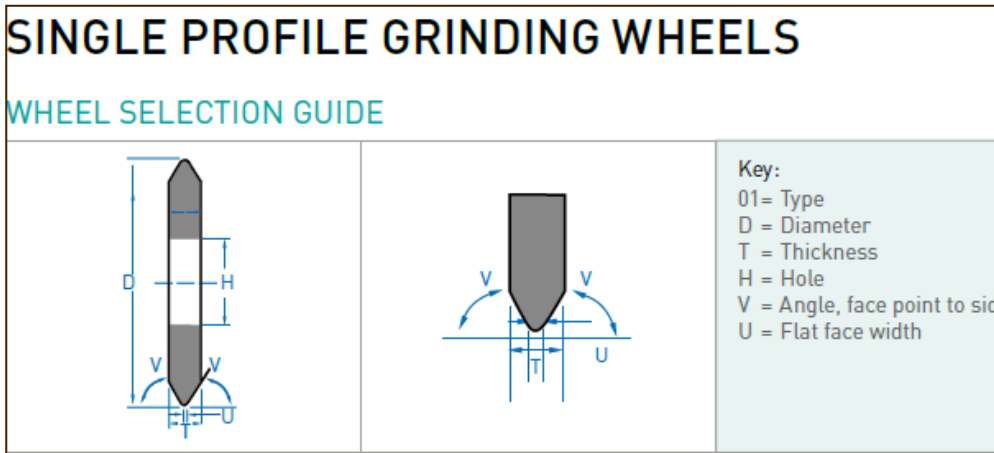 SINGLE PROFILE GRINDING WHEELS
WHEEL SELECTION GUIDE
D
H
V V
U
T
V V
T
U
Key:
01= Type
D = Diameter
T = Thickness
H = Hole
V = Angle, face point to
U = Flat face width